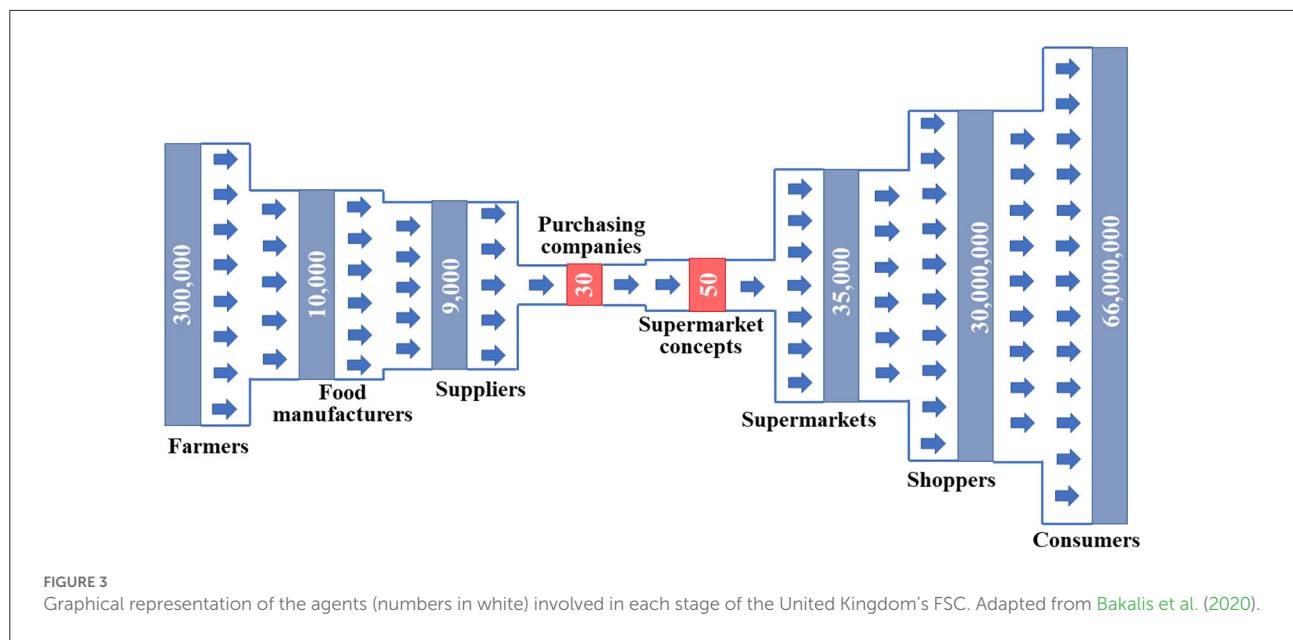 300,000
Farmers
10,000
Food
manufacturers
9,000
Suppliers
Purchasing
companies
30
50
Supermarket
concepts
35,000
Supermarkets
30,0000,000
Shoppers
66,000,000
Consumers
FIGURE 3
Graphical representation of the agents (numbers in white) involved in each stage of the United Kingdom's FSC. Adapted from Bakalis et al. (2020).